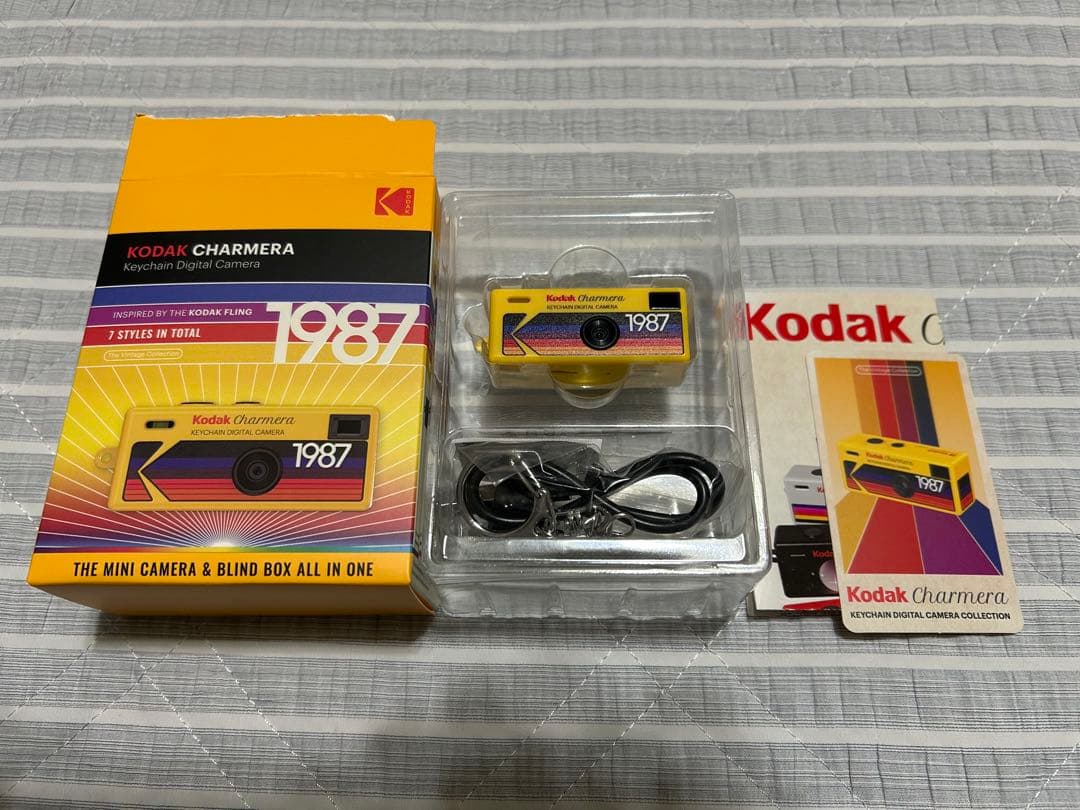 KODAK
KODAK CHARMERA
Keychain Digital Camera
INSPIRED BY THE KODAK FLING
1987
7 STYLES IN TOTAL
The Vintage Collection
Kodak Charmera
KEYCHAIN DIGITAL CAMERA
1987
THE MINI CAMERA & BLIND BOX ALL IN ONE
Kodak Charmera
KEYCHAIN DIGITAL CAMERA
1987
Kodak C
Kodak
The Vintage Collection
Kodak Charmera
1987
Kodak Charmera
KEYCHAIN DIGITAL CAMERA COLLECTION